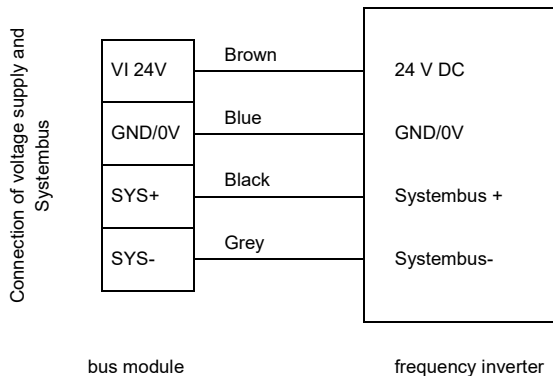 Connection of voltage supply and
Systembus
VI 24V
Brown
24 V DC
GND/0V
Blue
GND/0V
SYS+
Black
Systembus +
SYS-
Grey
Systembus-
bus module
frequency inverter